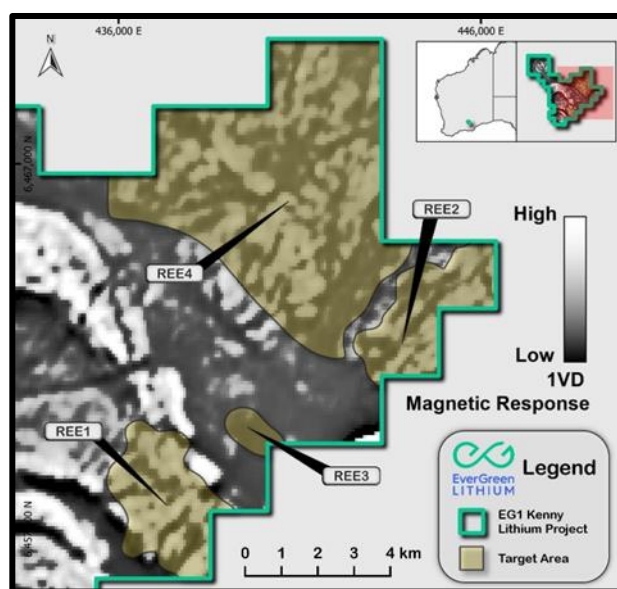 436,000 E
446,000 E
N
6,467,000 N
REE2
High
REE4
Low
1VD
Magnetic Response
REE1
REE3
EverGreen
LITHIUM
Legend
EG1 Kenny
Lithium Project
Target Area
0 1 2 3 4 km